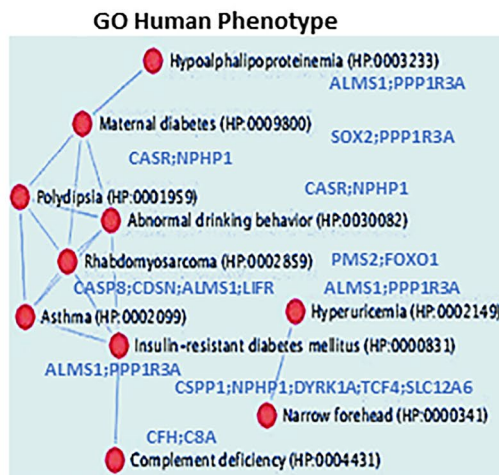 GO Human Phenotype
Hypoalphalipoproteinemia (HP:0003233)
ALMS1;PPP1R3A
Maternal diabetes (HP:0009800)
SOX2;PPP1R3A
CASR;NPHP1
Polydipsia (HP:0001959)
CASR;NPHP1
Abnormal drinking behavior (HP:0030082)
Rhabdomyosarcoma (HP:0002859)
PMS2;FOXO1
CASP8;CDSN;ALMS1;LIFR
ALMS1;PPP1R3A
Asthma (HP:0002099)
Hyperuricemia (HP:0002149)
Insulin-resistant diabetes mellitus (HP:0000831)
ALMS1;PPP1R3A
CSPP1;NPHP1;DYRK1A;TCF4;SLC12A6
Narrow forehead (HP:0000341)
CFH;C8A
Complement deficiency (HP:0004431)